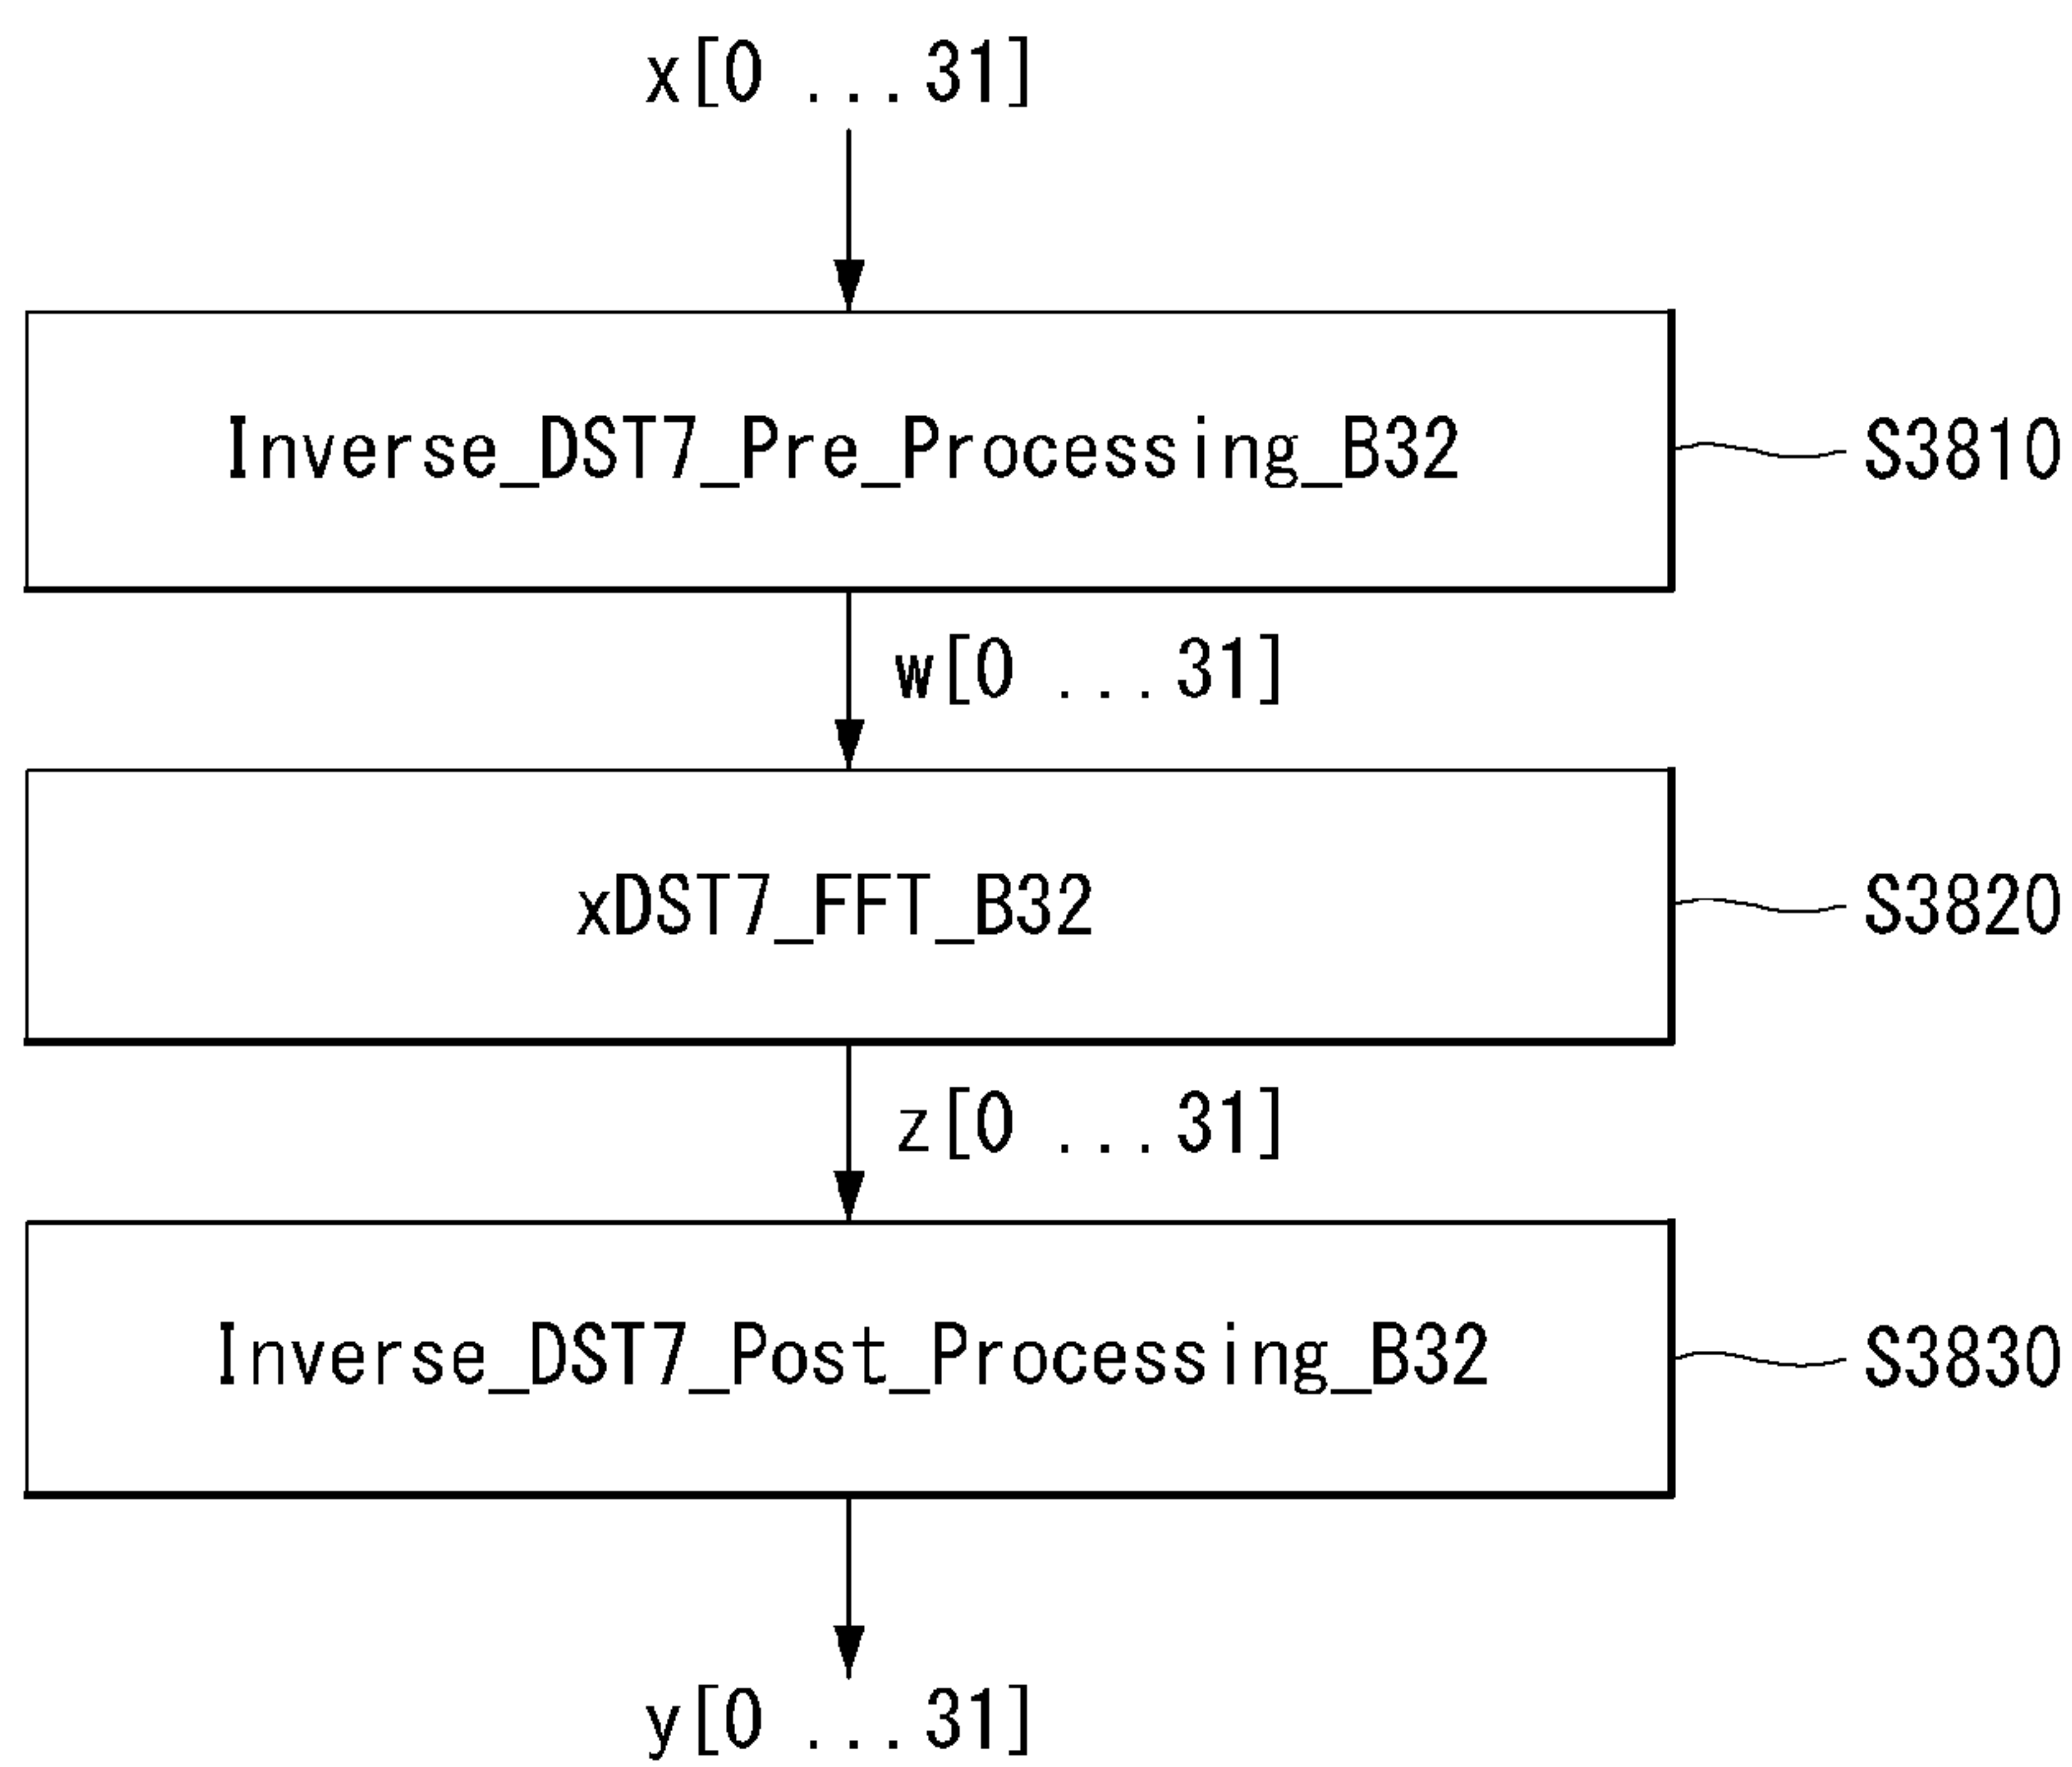 x[0 ...31]
Inverse_DST7_Pre_Processing_B32
S3810
w[0 ...31]
xDST7_FFT_B32
S3820
z[0 ...31]
Inverse_DST7_Post_Processing_B32
S3830
y[0 ...31]